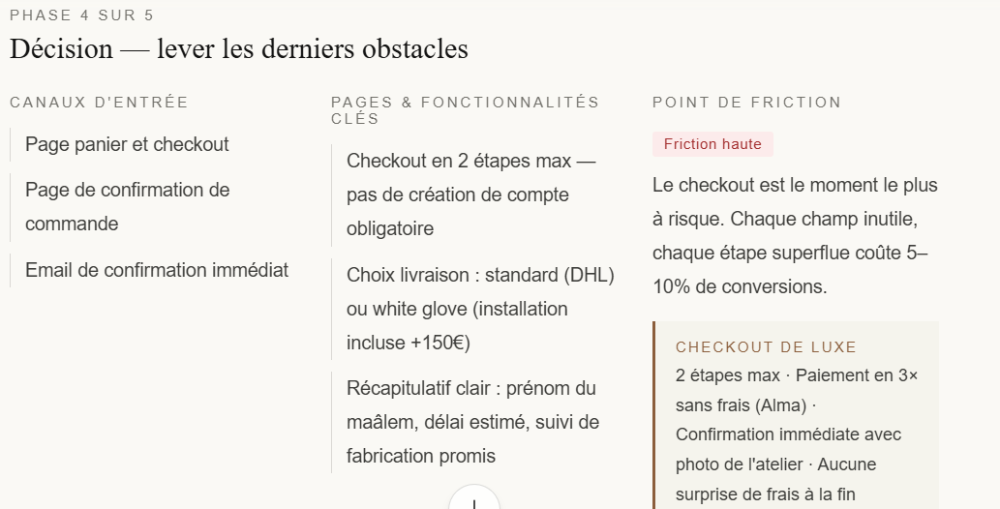 PHASE 4 SUR 5
Décision — lever les derniers obstacles
CANAUX D'ENTRÉE
Page panier et checkout
Page de confirmation de
commande
Email de confirmation immédiat
PAGES & FONCTIONNALITÉS
CLÉS
Checkout en 2 étapes max —
pas de création de compte
obligatoire
Choix livraison : standard (DHL)
ou white glove (installation
incluse +150€)
Récapitulatif clair : prénom du
maâlem, délai estimé, suivi de
fabrication promis
POINT DE FRICTION
Friction haute
Le checkout est le moment le plus
à risque. Chaque champ inutile,
chaque étape superflue coûte 5–
10% de conversions.
CHECKOUT DE LUXE
2 étapes max · Paiement en 3×
sans frais (Alma) ·
Confirmation immédiate avec
photo de l'atelier · Aucune
surprise de frais à la fin